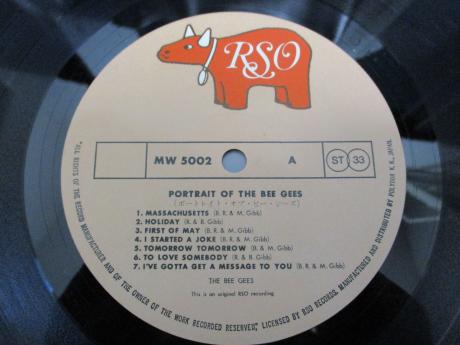 RSO
MW 5002 A ST 33
PORTRAIT OF THE BEE GEES
(ポートレイト・オブ・ビー・ジーズ)
1. MASSACHUSETTS (B. R. & M. Gibb)
2. HOLIDAY (R. & B. Gibb)
3. FIRST OF MAY (B. R. & M. Gibb)
4. I STARTED A JOKE (B. R. & M. Gibb)
5. TOMORROW TOMORROW (B. R. & M. Gibb)
6. TO LOVE SOMEBODY (R. & B. Gibb)
7. I'VE GOTTA GET A MESSAGE TO YOU (B. R. & M. Gibb)
THE BEE GEES
This is an original RSO recording
"ALL RIGHTS OF THE RECORD MANUFACTURER AND OF THE OWNER OF THE WORK RECORDED RESERVED", LICENSED BY RSO RECORDS. MANUFACTURED AND DISTRIBUTED BY POLYDOR K. K., JAPAN.